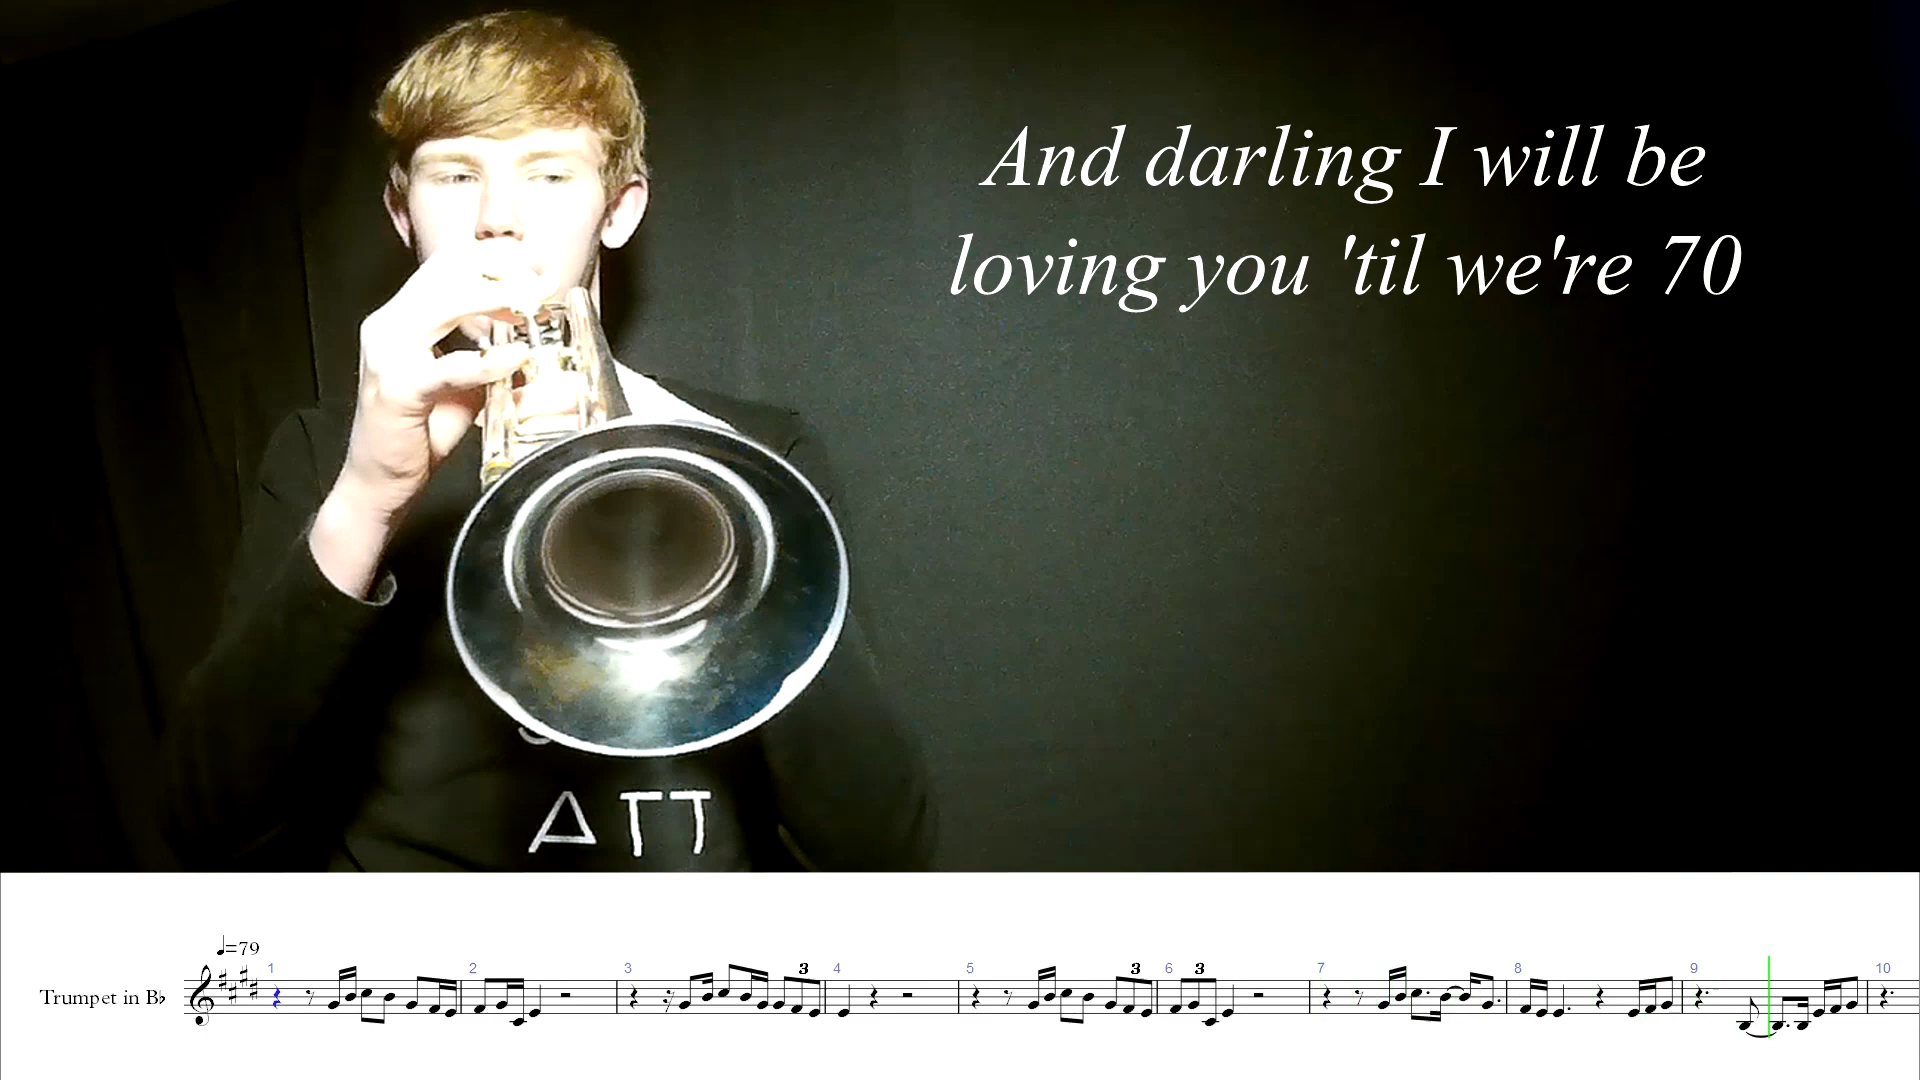 And darling I will be
loving you 'til we're 70
ATT
♩=79
1 2 3 3 4 5 3 6 3 7 8 9 10
Trumpet in B♭